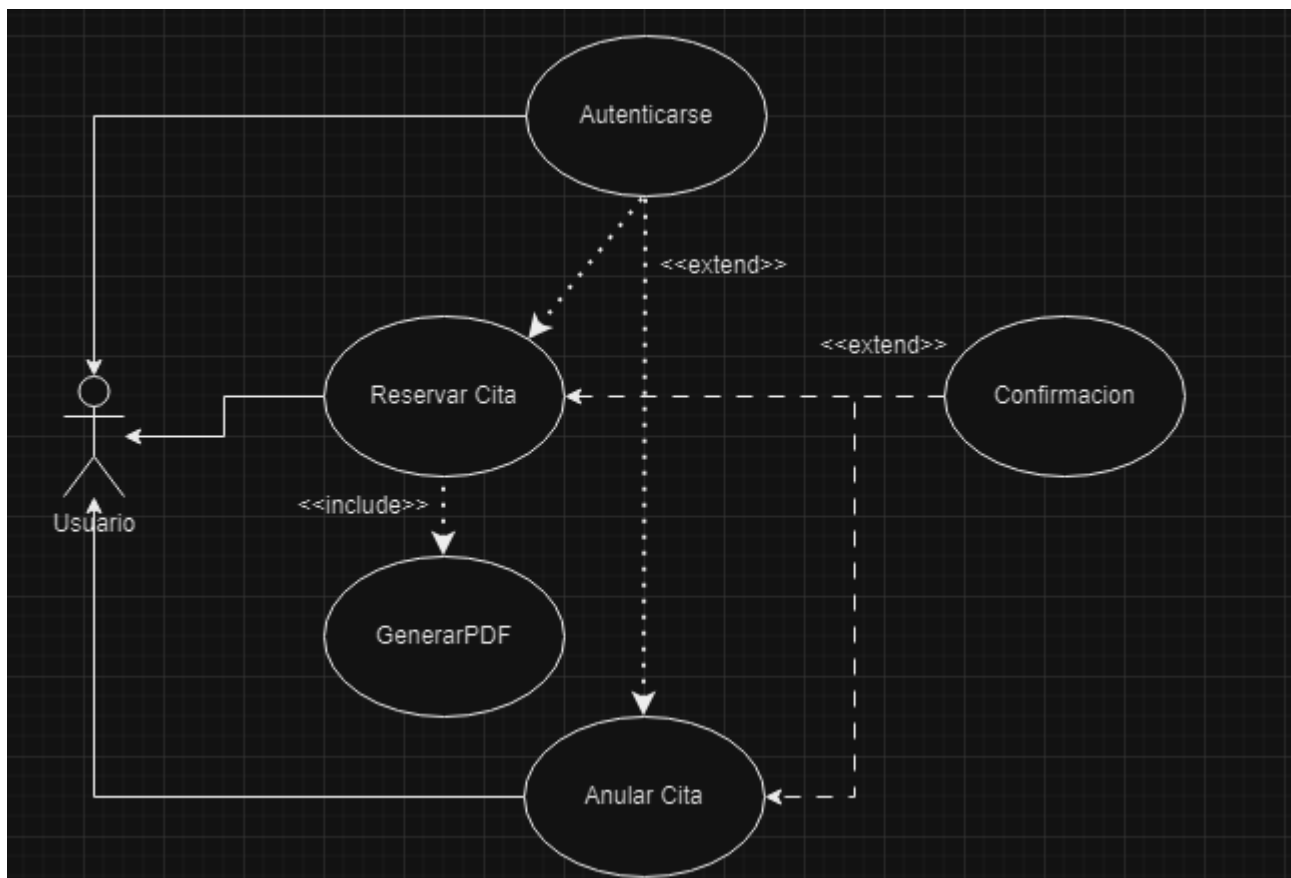 Autenticarse
<<extend>>
<<extend>>
Reservar Cita
Confirmacion
<<include>>
Usuario
GenerarPDF
Anular Cita